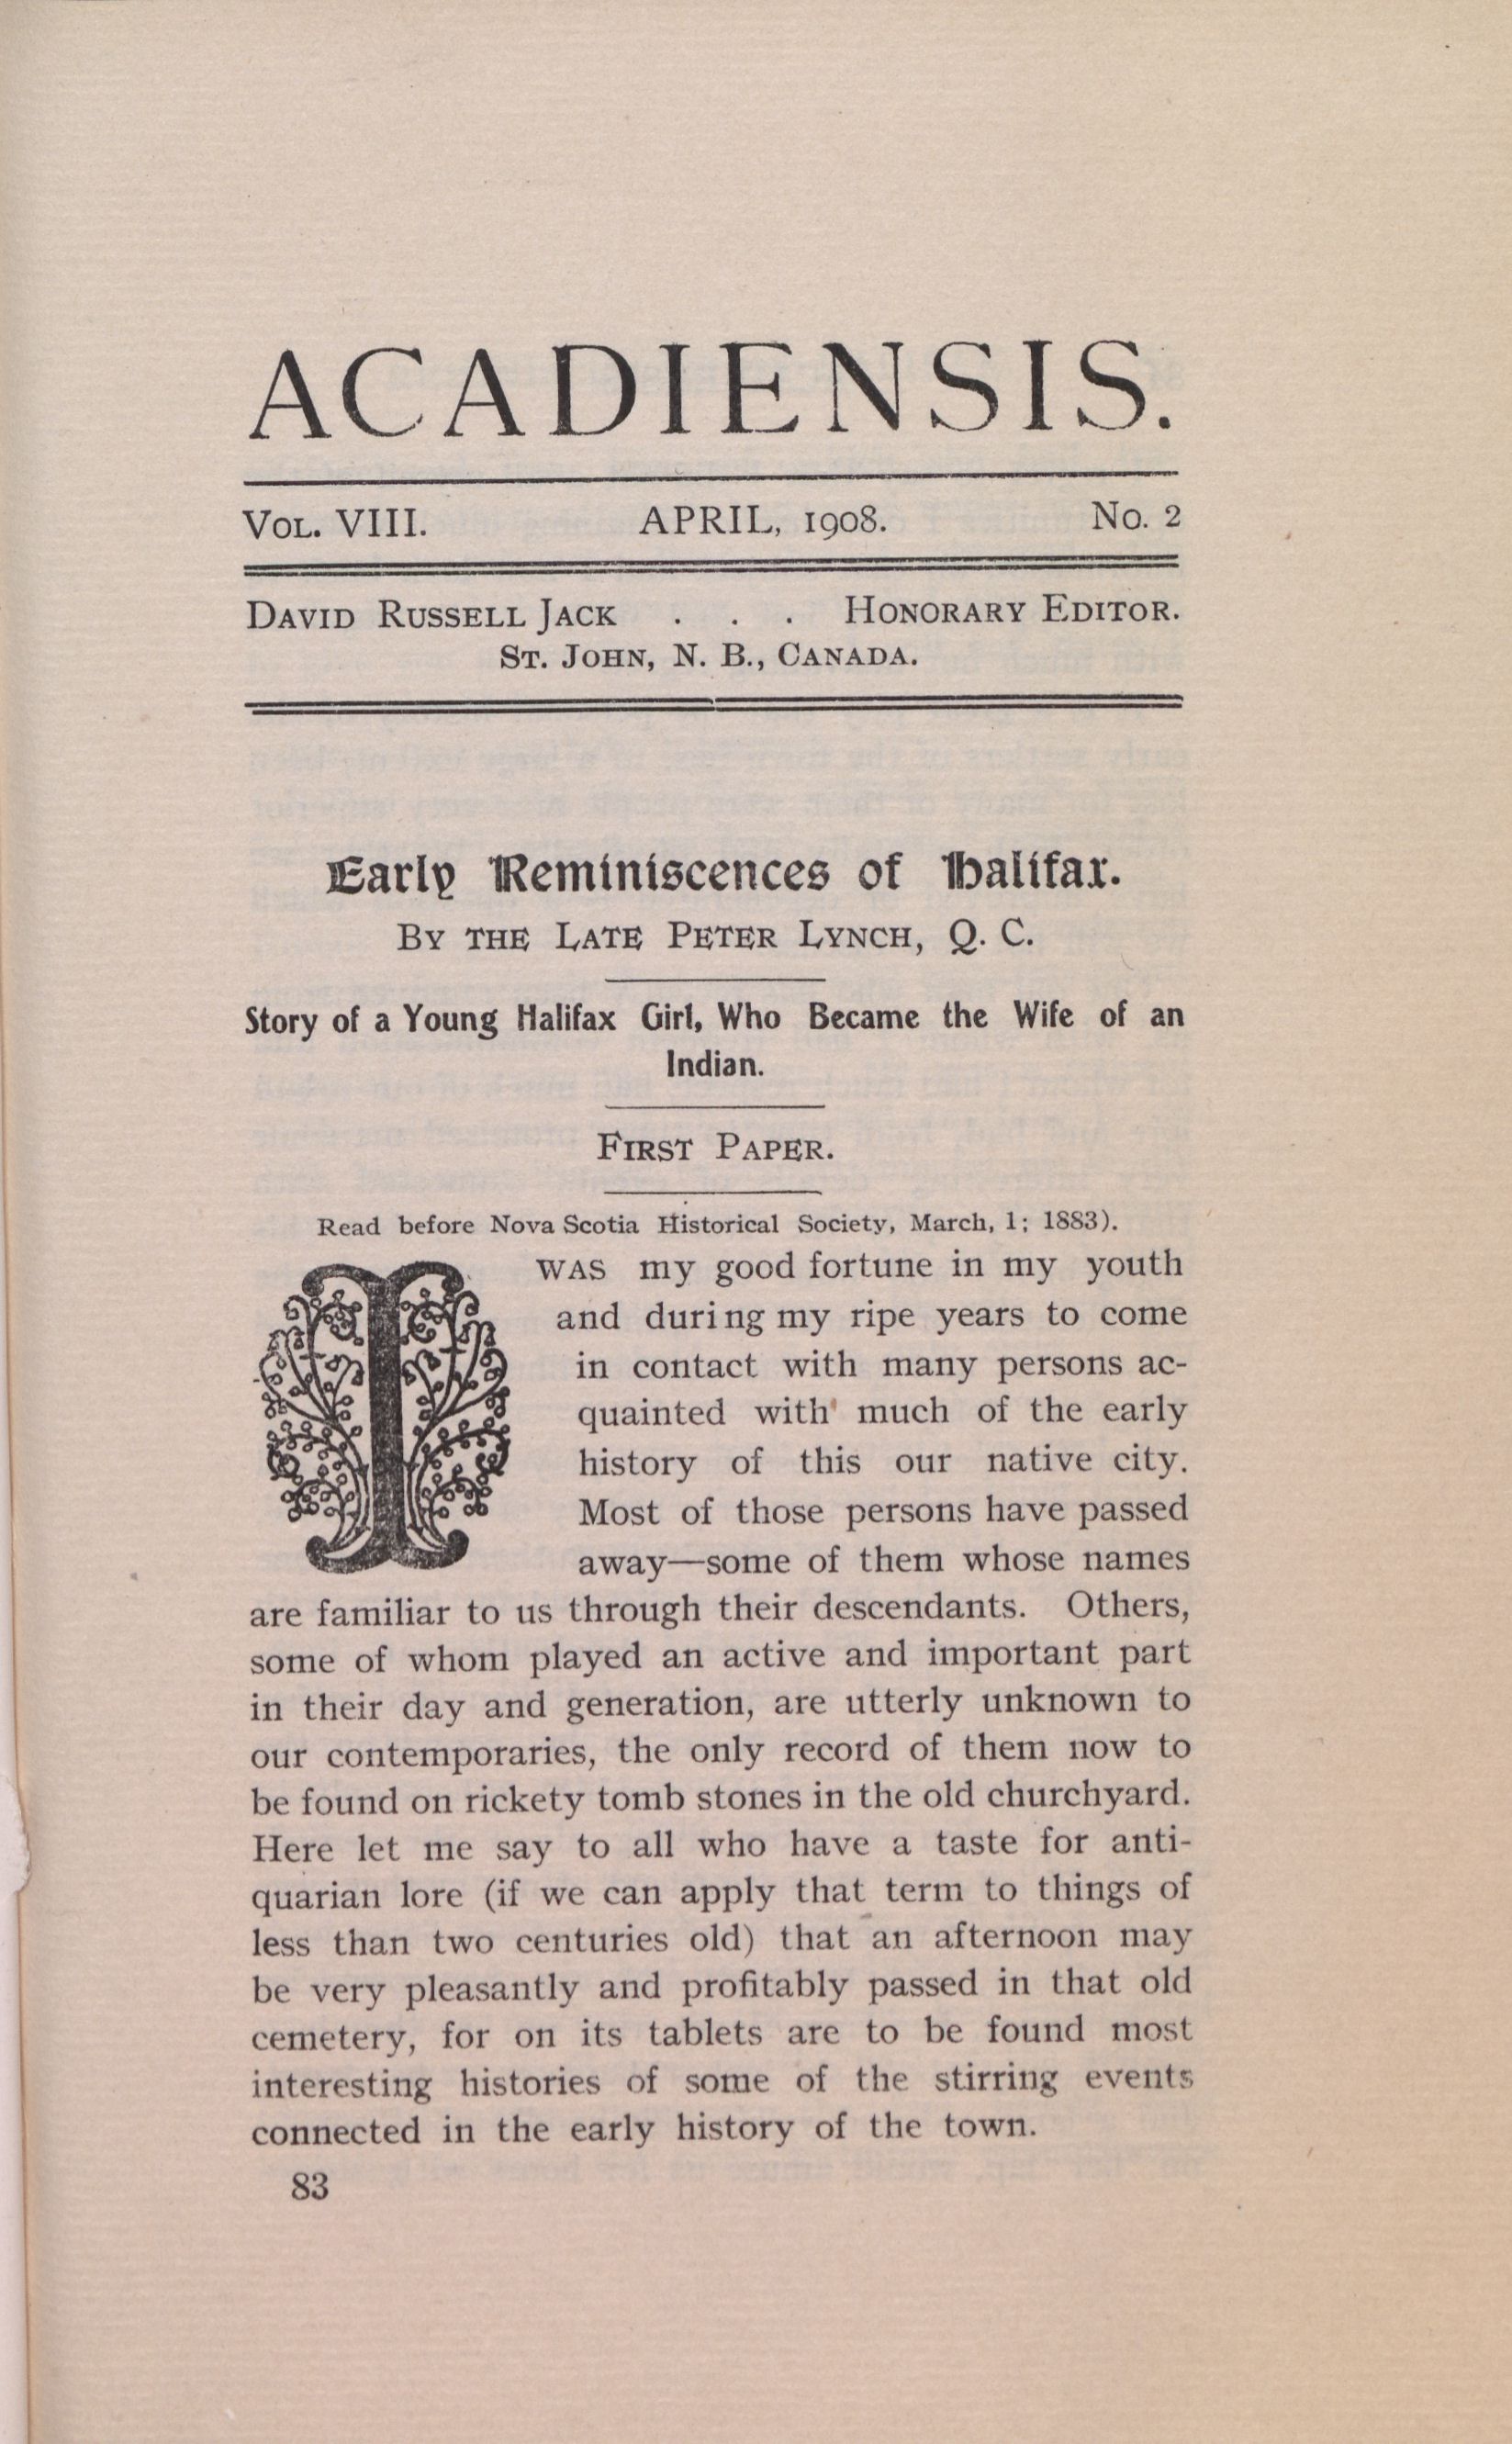 ACADIENSIS.
VOL. VIII. APRIL, 1908. No. 2
DAVID RUSSELL JACK . . . HONORARY EDITOR.
ST. JOHN, N. B., CANADA.
Early Reminiscences of Halifax.
BY THE LATE PETER LYNCH, Q. C.
Story of a Young Halifax Girl, Who Became the Wife of an
Indian.
FIRST PAPER.
Read before Nova Scotia Historical Society, March, 1; 1883).
IT WAS my good fortune in my youth
and during my ripe years to come
in contact with many persons ac-
quainted with much of the early
history of this our native city.
Most of those persons have passed
away—some of them whose names
are familiar to us through their descendants. Others,
some of whom played an active and important part
in their day and generation, are utterly unknown to
our contemporaries, the only record of them now to
be found on rickety tomb stones in the old churchyard.
Here let me say to all who have a taste for anti-
quarian lore (if we can apply that term to things of
less than two centuries old) that an afternoon may
be very pleasantly and profitably passed in that old
cemetery, for on its tablets are to be found most
interesting histories of some of the stirring events
connected in the early history of the town.
83